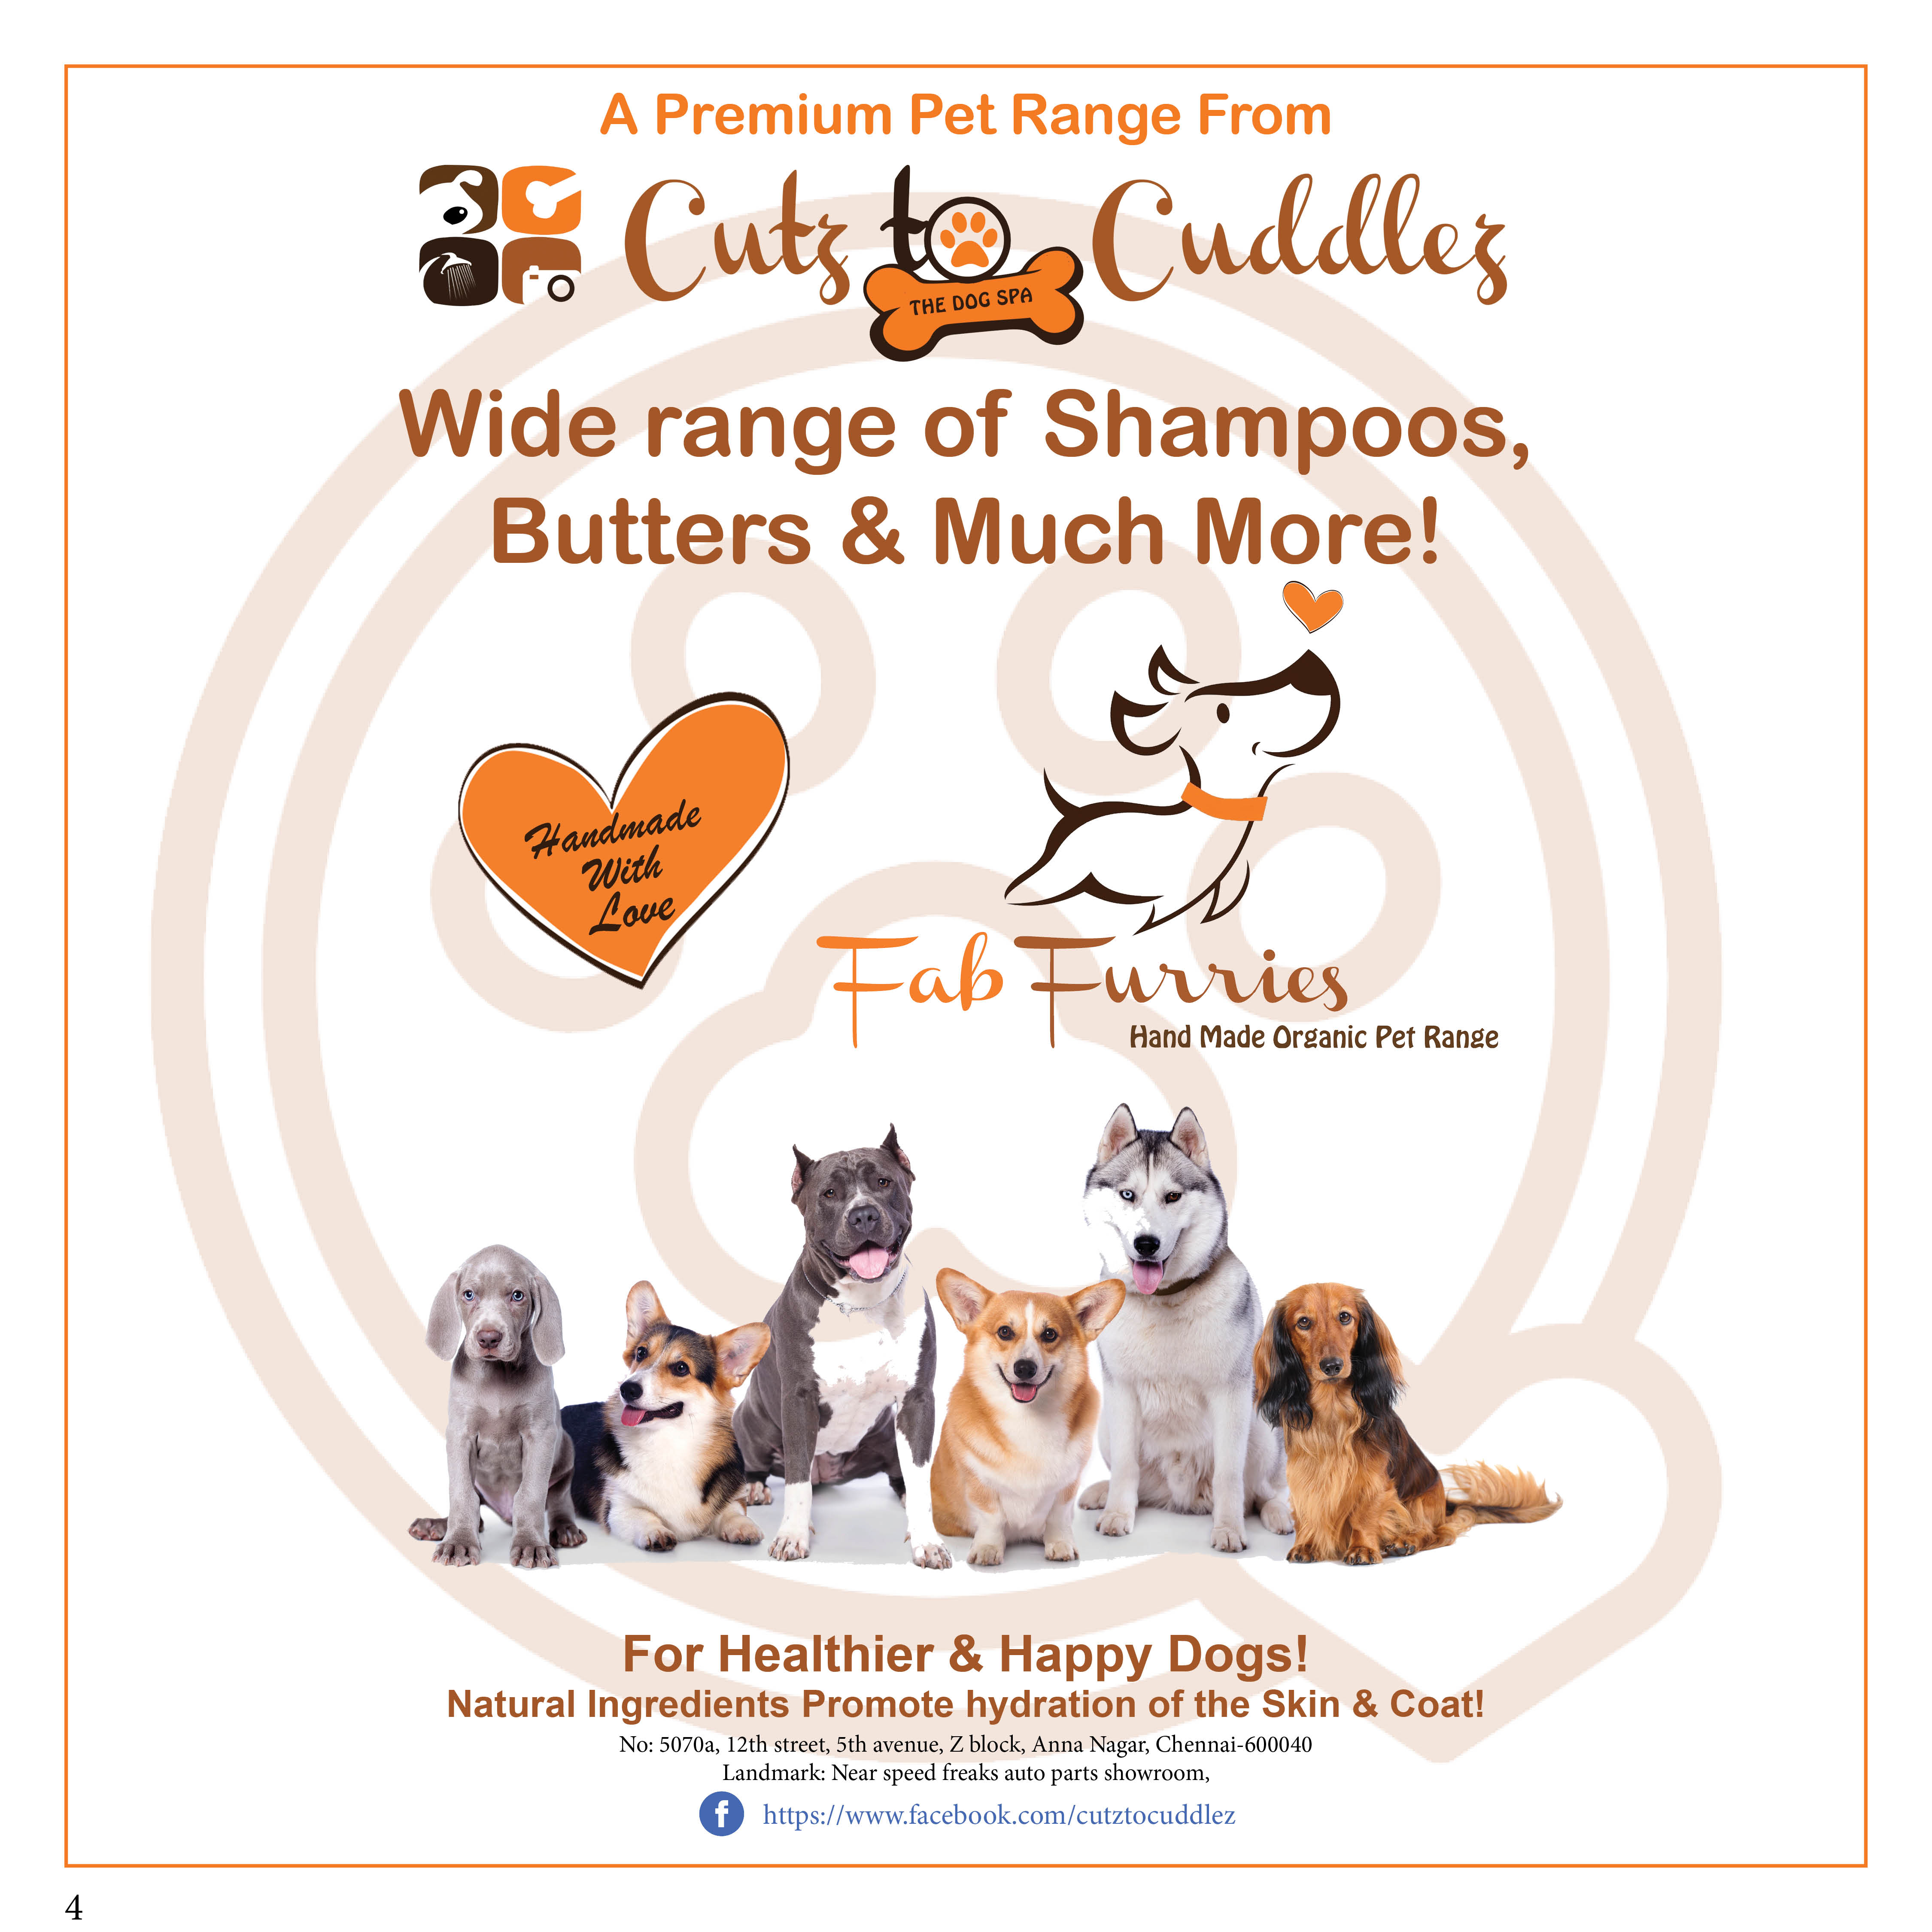 A Premium Pet Range From
Cutz to Cuddlez
THE DOG SPA
Wide range of Shampoos,
Butters & Much More!
Handmade
With
Love
Fab Furries
Hand Made Organic Pet Range
For Healthier & Happy Dogs!
Natural Ingredients Promote hydration of the Skin & Coat!
No: 5070a, 12th street, 5th avenue, Z block, Anna Nagar, Chennai-600040
Landmark: Near speed freaks auto parts showroom,
f https://www.facebook.com/cutztocuddlez
4